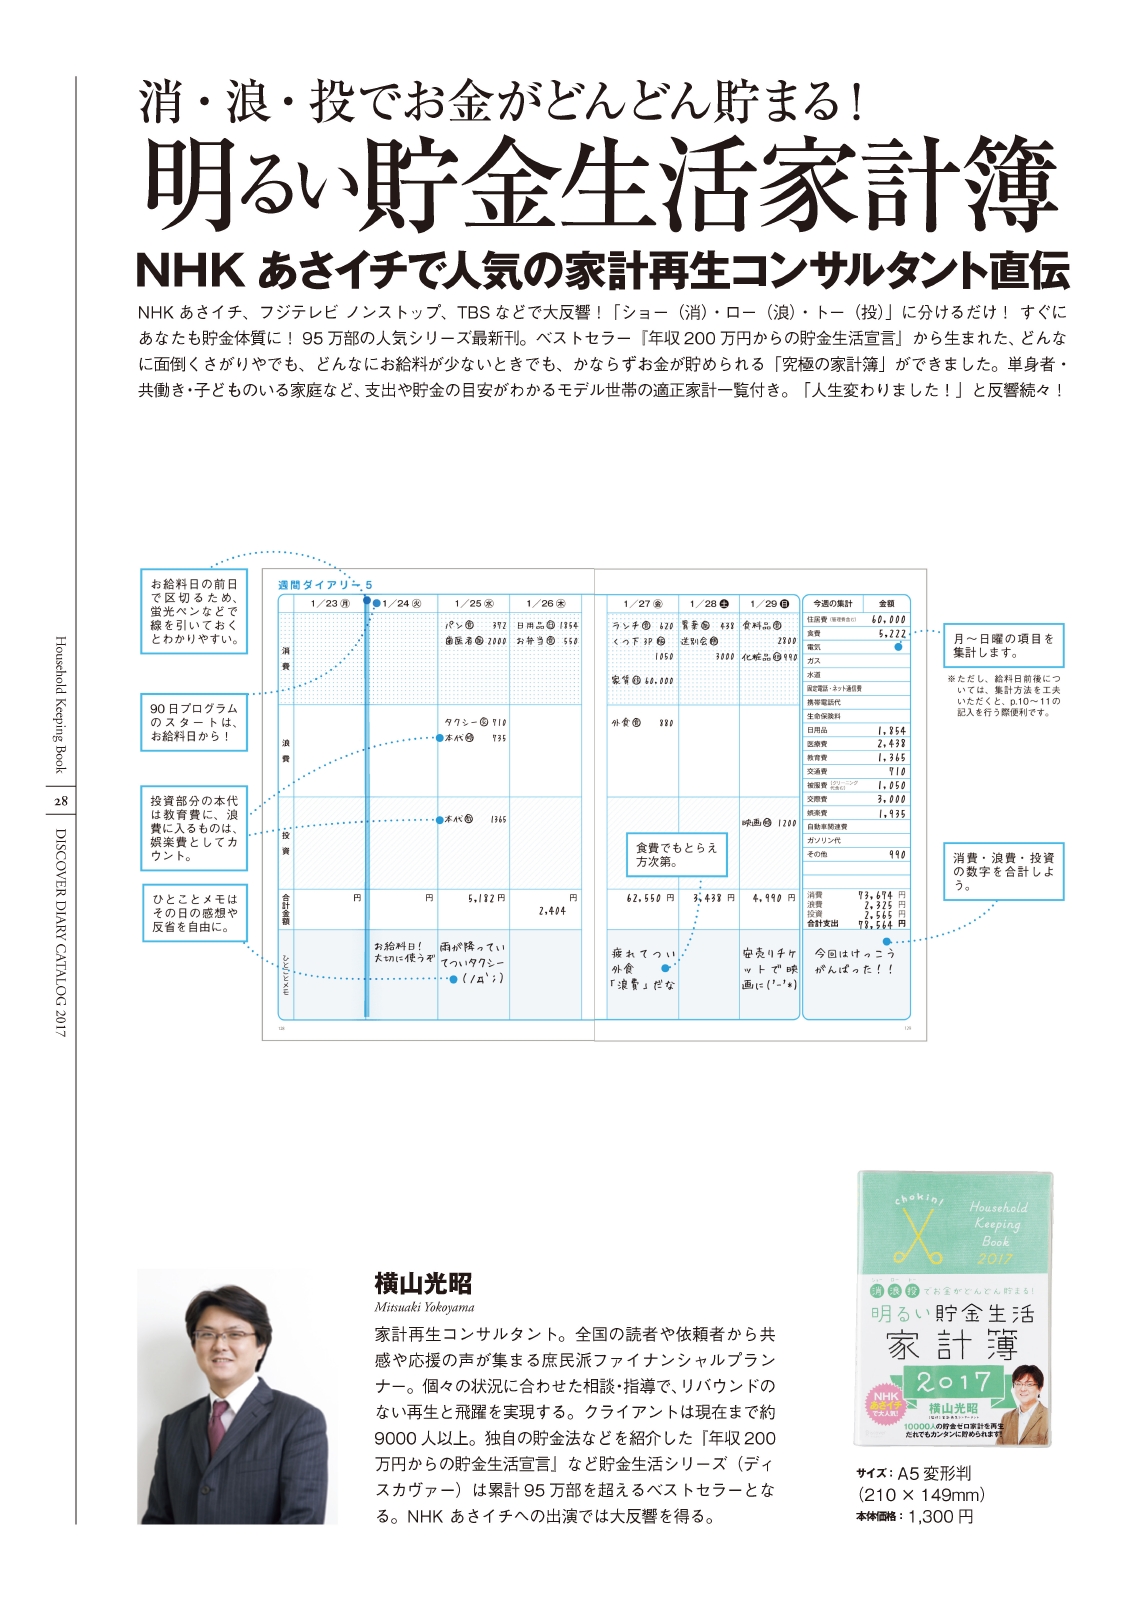 消・浪・投でお金がどんどん貯まる！
明るい貯金生活家計簿
NHK あさイチで人気の家計再生コンサルタント直伝
NHK あさイチ、フジテレビ ノンストップ、TBS などで大反響！「ショー（消）・ロー（浪）・トー（投）」に分けるだけ！ すぐに
あなたも貯金体質に！ 95 万部の人気シリーズ最新刊。ベストセラー『年収 200 万円からの貯金生活宣言』から生まれた、どんな
に面倒くさがりやでも、どんなにお給料が少ないときでも、かならずお金が貯められる「究極の家計簿」ができました。単身者・
共働き・子どものいる家庭など、支出や貯金の目安がわかるモデル世帯の適正家計一覧付き。「人生変わりました！」と反響続々！
Household Keeping Book
28
DISCOVER DIARY CATALOG 2017
お給料日の前日
で区切るため、
蛍光ペンなどで
線を引いておく
とわかりやすい。
90 日プログラム
のスタートは、
お給料日から！
投資部分の本代
は教育費に、浪
費に入るものは、
娯楽費としてカ
ウント。
ひとことメモは
その日の感想や
反省を自由に。
週間ダイアリー 5
1／23 月
1／24 火
1／25 水
1／26 木
1／27 金
1／28 土
1／29 日
消費
パン 食 372
歯医者 医 2000
日用品 日 1854
お弁当 食 550
ランチ 食 620
くつ下 3P 被
1050
家賃 住 60.000
438
送別会 交
3000
食料品 食
2800
化粧品 他 990
浪費
タクシー 交 710
本代 娯 735
外食 食 880
投資
本代 教 1365
映画 娯 1200
食費でもとらえ
方次第。
合計金額
円
円
5,182 円
円
2,404
62,550 円
3,438 円
4,990 円
ひとことメモ
お給料日！
大切に使うぞ
雨が降ってい
てついタクシー
(ノД`;)
疲れてつい
外食
「浪費」だな
安売りチケ
ットで映
画に('-'*)
今週の集計 金額
住居費（管理費含む） 60,000
食費 5,222
電気
ガス
水道
固定電話・ネット通信費
携帯電話代
生命保険料
日用品 1,854
医療費 2,438
教育費 1,365
交通費 710
被服費（クリーニング代含む） 1,050
交際費 3,000
娯楽費 1,935
自動車関連費
ガソリン代
その他 990
消費 73,674 円
浪費 2,325 円
投資 2,565 円
合計支出 78,564 円
今回はけっこう
がんばった！！
月〜日曜の項目を
集計します。
※ただし、給料日前後につ
いては、集計方法を工夫
いただくと、p.10〜11の
記入を行う際便利です。
消費・浪費・投資
の数字を合計しよ
う。
128
129
横山光昭
Mitsuaki Yokoyama
家計再生コンサルタント。全国の読者や依頼者から共
感や応援の声が集まる庶民派ファイナンシャルプラン
ナー。個々の状況に合わせた相談・指導で、リバウンドの
ない再生と飛躍を実現する。クライアントは現在まで約
9000 人以上。独自の貯金法などを紹介した『年収 200
万円からの貯金生活宣言』など貯金生活シリーズ（ディ
スカヴァー）は累計 95 万部を超えるベストセラーとな
る。NHK あさイチへの出演では大反響を得る。
chokin!
Household
Keeping
Book
2017
消 浪 投 でお金がどんどん貯まる！
明るい貯金生活
家計簿
2017
NHK
あさイチ
で大人気！
横山光昭
10000人の貯金ゼロ家計を再生
だれでもカンタンに貯められます！
サイズ：A5 変形判
（210 × 149mm）
本体価格：1,300 円